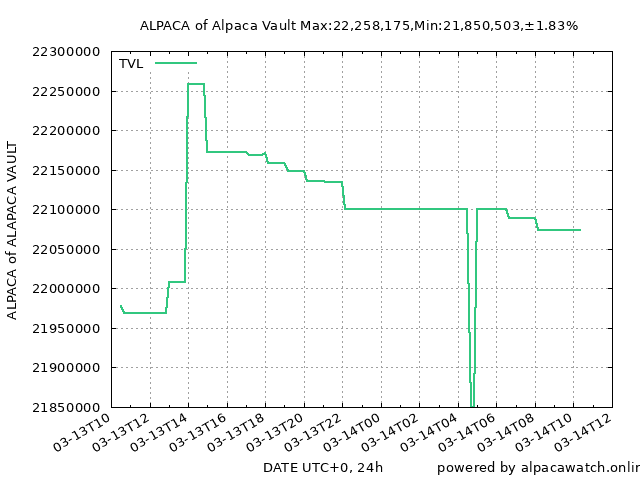 ALPACA of Alpaca Vault Max:22,258,175,Min:21,850,503,±1.83%
TVL
22300000
22250000
22200000
22150000
22100000
22050000
22000000
21950000
21900000
21850000
ALPACA of ALAPACA VAULT
03-13T10
03-13T12
03-13T14
03-13T16
03-13T18
03-13T20
03-13T22
03-14T00
03-14T02
03-14T04
03-14T06
03-14T08
03-14T10
03-14T12
DATE UTC+0, 24h
powered by alpacawatch.onlin